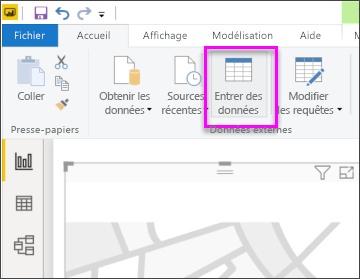 Fichier Accueil Affichage Modélisation Aide
Coller
Obtenir les
données
Sources
récentes
Entrer des
données
Modifier
les requêtes
Presse-papiers
Données externes